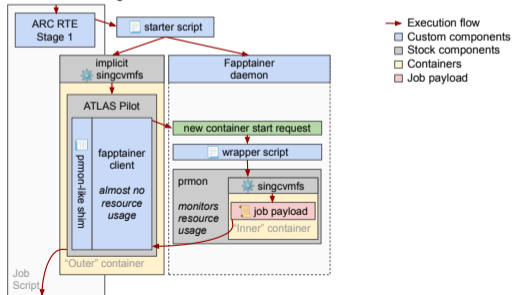 ARC RTE
Stage 1
starter script
implicit
singcvmfs
Fapptainer
daemon
ATLAS Pilot
new container start request
wrapper script
prmon-like shim
fapptainer
client
almost no
resource
usage
prmon
monitors
resource
usage
singcvmfs
job payload
"Inner" container
"Outer" container
Job
Script
Execution flow
Custom components
Stock components
Containers
Job payload